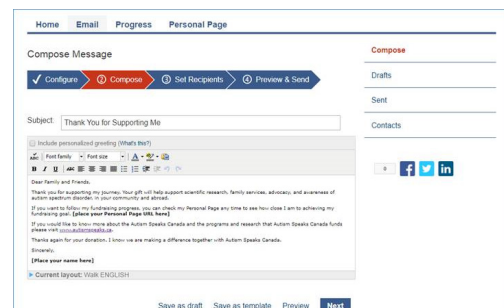 Home Email Progress Personal Page
Compose Message
Configure 2 Compose 3 Set Recipients 4 Preview & Send
Subject: Thank You for Supporting Me
Include personalized greeting (What's this?)
ABC Font family Font size A
B I U ABC
Dear Family and Friends,
Thank you for supporting my journey. Your gift will help support scientific research, family services, advocacy, and awareness of
autism spectrum disorder, in your community and abroad.
If you want to follow my fundraising progress, you can check my Personal Page any time to see how close I am to achieving my
fundraising goal. [place your Personal Page URL here]
If you would like to know more about the Autism Speaks Canada and the programs and research that Autism Speaks Canada funds
please visit www.autismspeaks.ca.
Thanks again for your donation. I know we are making a difference together with Autism Speaks Canada.
Sincerely,
[Place your name here]
Current layout: Walk ENGLISH
Save as draft Save as template Preview Next
Compose
Drafts
Sent
Contacts
0 f in